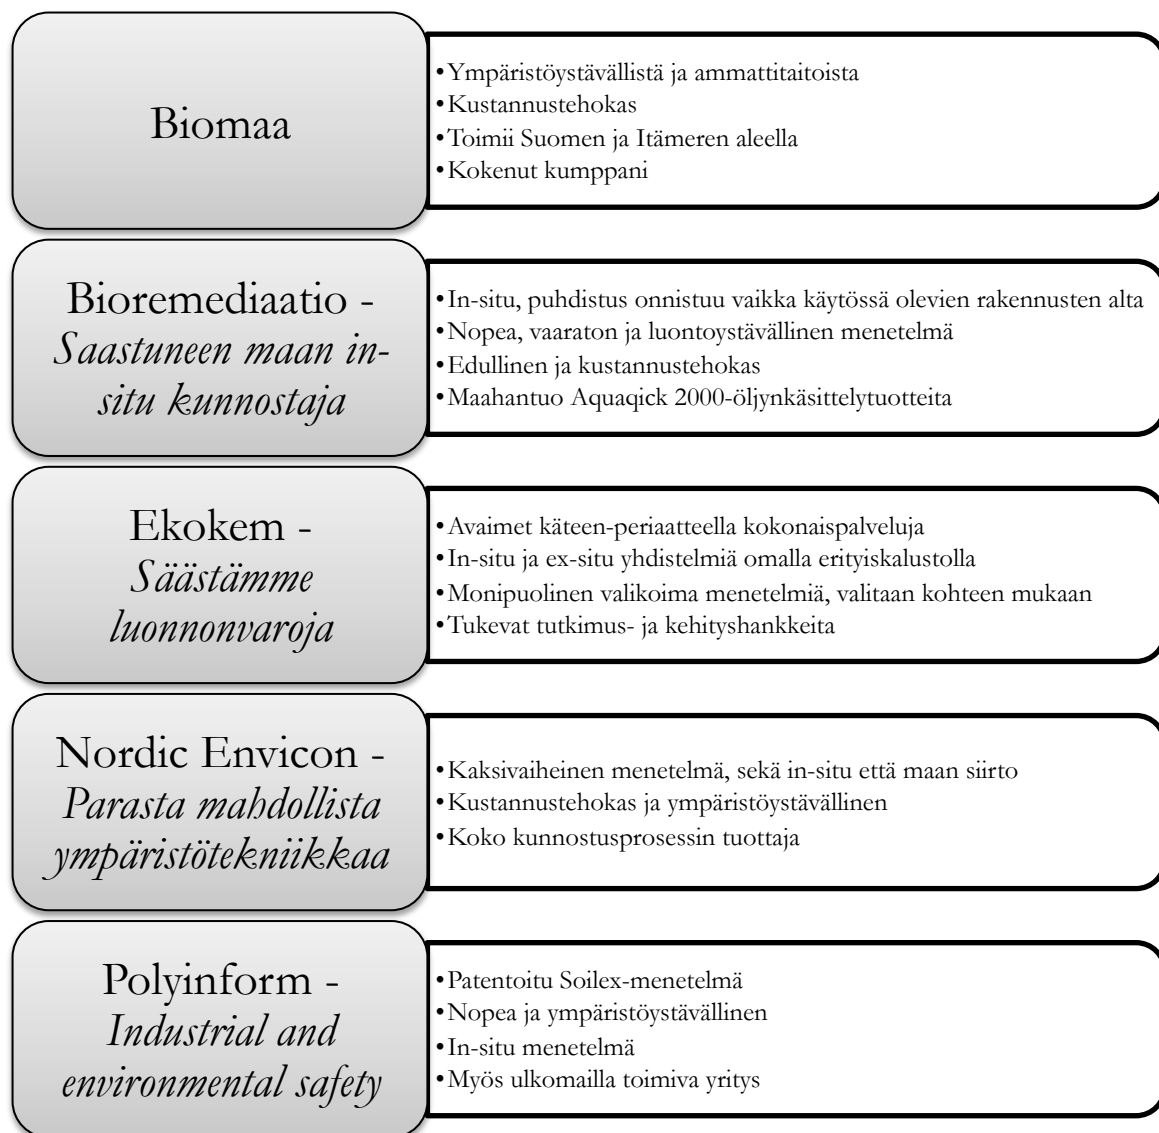 Biomaa
•Ympäristöystävällistä ja ammattitaitoista
•Kustannustehokas
•Toimii Suomen ja Itämeren aleella
•Kokenut kumppani
Bioremediaatio -
Saastuneen maan in-
situ kunnostaja
•In-situ, puhdistus onnistuu vaikka käytössä olevien rakennusten alta
•Nopea, vaaraton ja luontoystävällinen menetelmä
•Edullinen ja kustannustehokas
•Maahantuo Aquaqick 2000-öljynkäsittelytuotteita
Ekokem -
Säästämme
luonnonvaroja
•Avaimet käteen-periaatteella kokonaispalveluja
•In-situ ja ex-situ yhdistelmiä omalla erityiskalustolla
•Monipuolinen valikoima menetelmiä, valitaan kohteen mukaan
•Tukevat tutkimus- ja kehityshankkeita
Nordic Envicon -
Parasta mahdollista
ympäristötekniikkaa
•Kaksivaiheinen menetelmä, sekä in-situ että maan siirto
•Kustannustehokas ja ympäristöystävällinen
•Koko kunnostusprosessin tuottaja
Polyinform -
Industrial and
environmental safety
•Patentoitu Soilex-menetelmä
•Nopea ja ympäristöystävällinen
•In-situ menetelmä
•Myös ulkomailla toimiva yritys